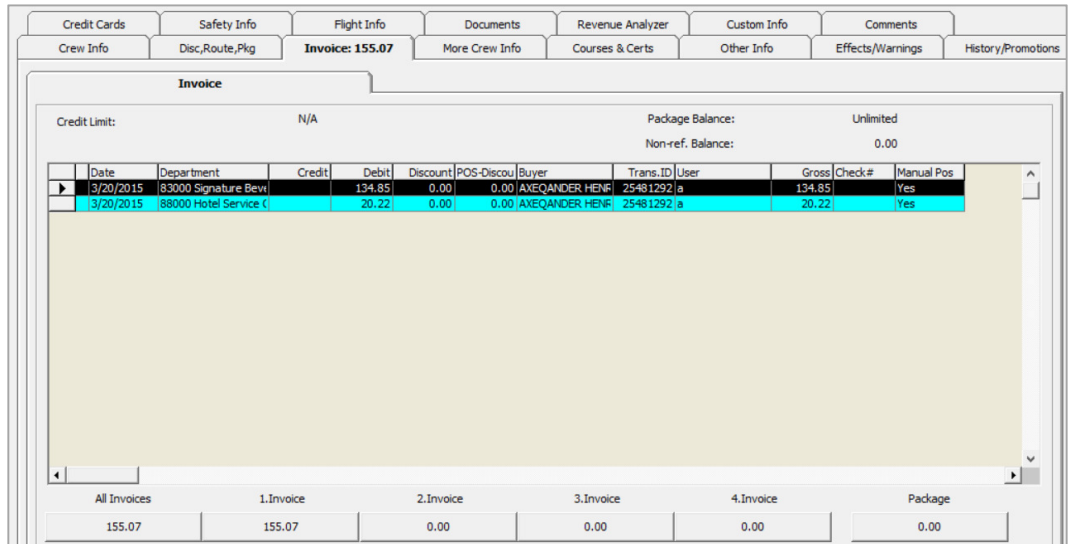 Credit Cards Safety Info Flight Info Documents Revenue Analyzer Custom Info Comments
Crew Info Disc,Route,Pkg Invoice: 155.07 More Crew Info Courses & Certs Other Info Effects/Warnings History/Promotions
Invoice
Credit Limit: N/A Package Balance: Unlimited
Non-ref. Balance: 0.00
Date Department Credit Debit Discount POS-Discou Buyer Trans.ID User Gross Check# Manual Pos
3/20/2015 83000 Signature Beve 134.85 0.00 0.00 AXEQANDER HENR 25481292 a 134.85 Yes
3/20/2015 88000 Hotel Service C 20.22 0.00 0.00 AXEQANDER HENR 25481292 a 20.22 Yes
All Invoices 1.Invoice 2.Invoice 3.Invoice 4.Invoice Package
155.07 155.07 0.00 0.00 0.00 0.00